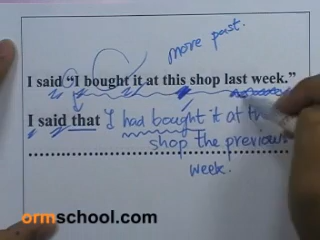 more past.
I said "I bought it at this shop last week."
I said that I had bought it at
shop the previous
week.
ormschool.com